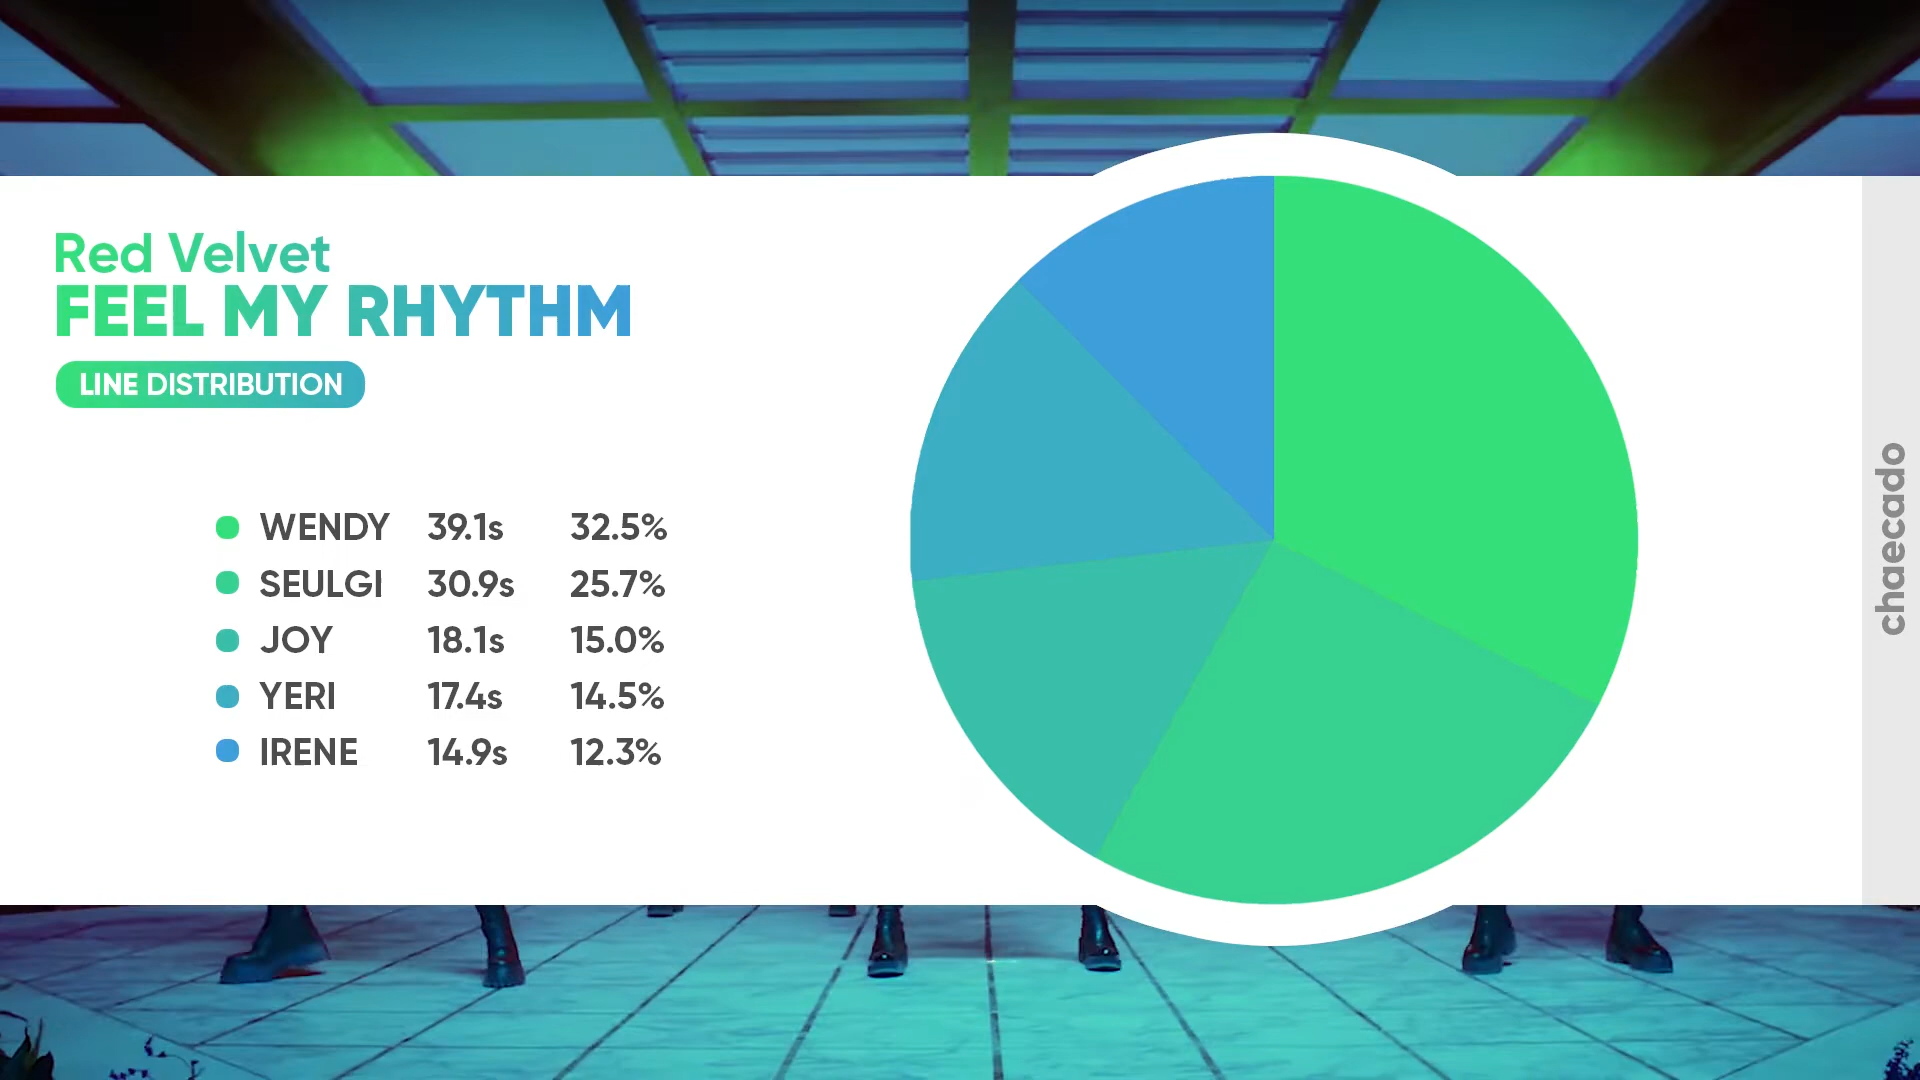 Red Velvet
FEEL MY RHYTHM
LINE DISTRIBUTION
WENDY 39.1s 32.5%
SEULGI 30.9s 25.7%
JOY 18.1s 15.0%
YERI 17.4s 14.5%
IRENE 14.9s 12.3%
chaecado